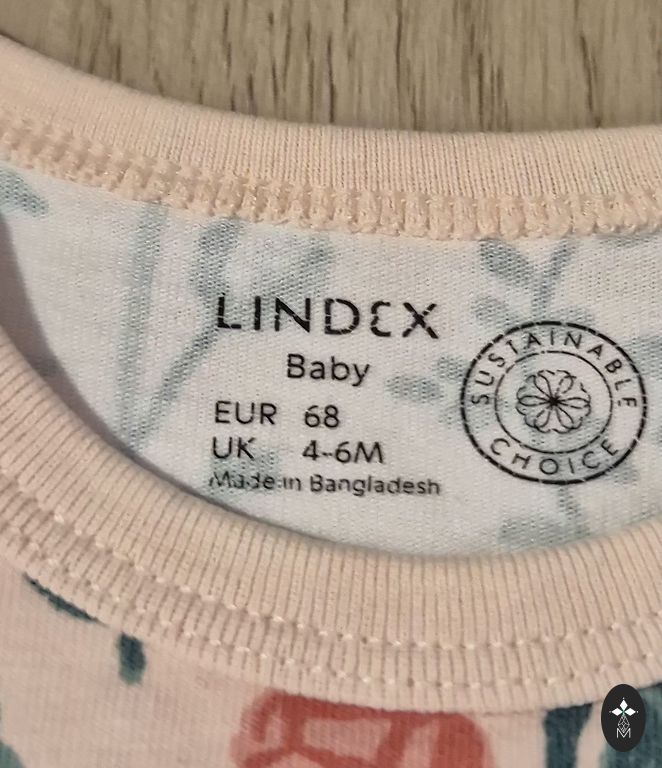 LINDEX
Baby
EUR 68
UK 4-6M
Made in Bangladesh
SUSTAINABLE
CHOICE
M